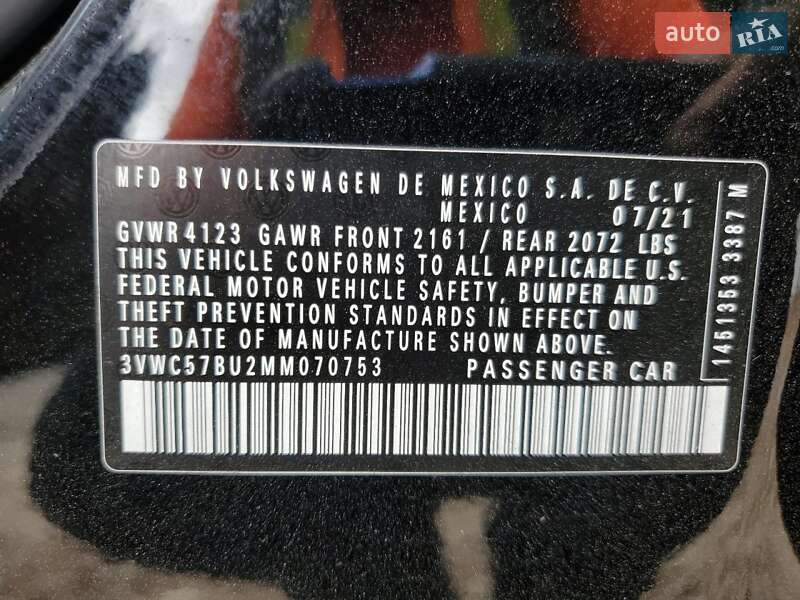 auto RIA
.com
MFD BY VOLKSWAGEN DE MEXICO S.A. DE C.V.
MEXICO 07/21
GVWR 4123 GAWR FRONT 2161 / REAR 2072 LBS
THIS VEHICLE CONFORMS TO ALL APPLICABLE U.S.
FEDERAL MOTOR VEHICLE SAFETY, BUMPER AND
THEFT PREVENTION STANDARDS IN EFFECT ON
THE DATE OF MANUFACTURE SHOWN ABOVE.
3VWC57BU2MM070753 PASSENGER CAR
1451353 3387 M